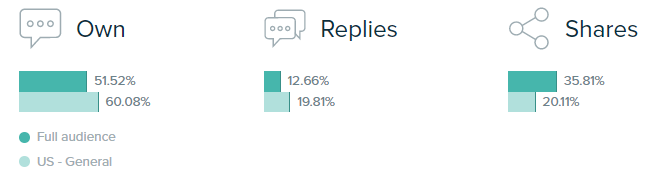 Own
Replies
Shares
51.52%
12.66%
35.81%
60.08%
19.81%
20.11%
Full audience
US - General